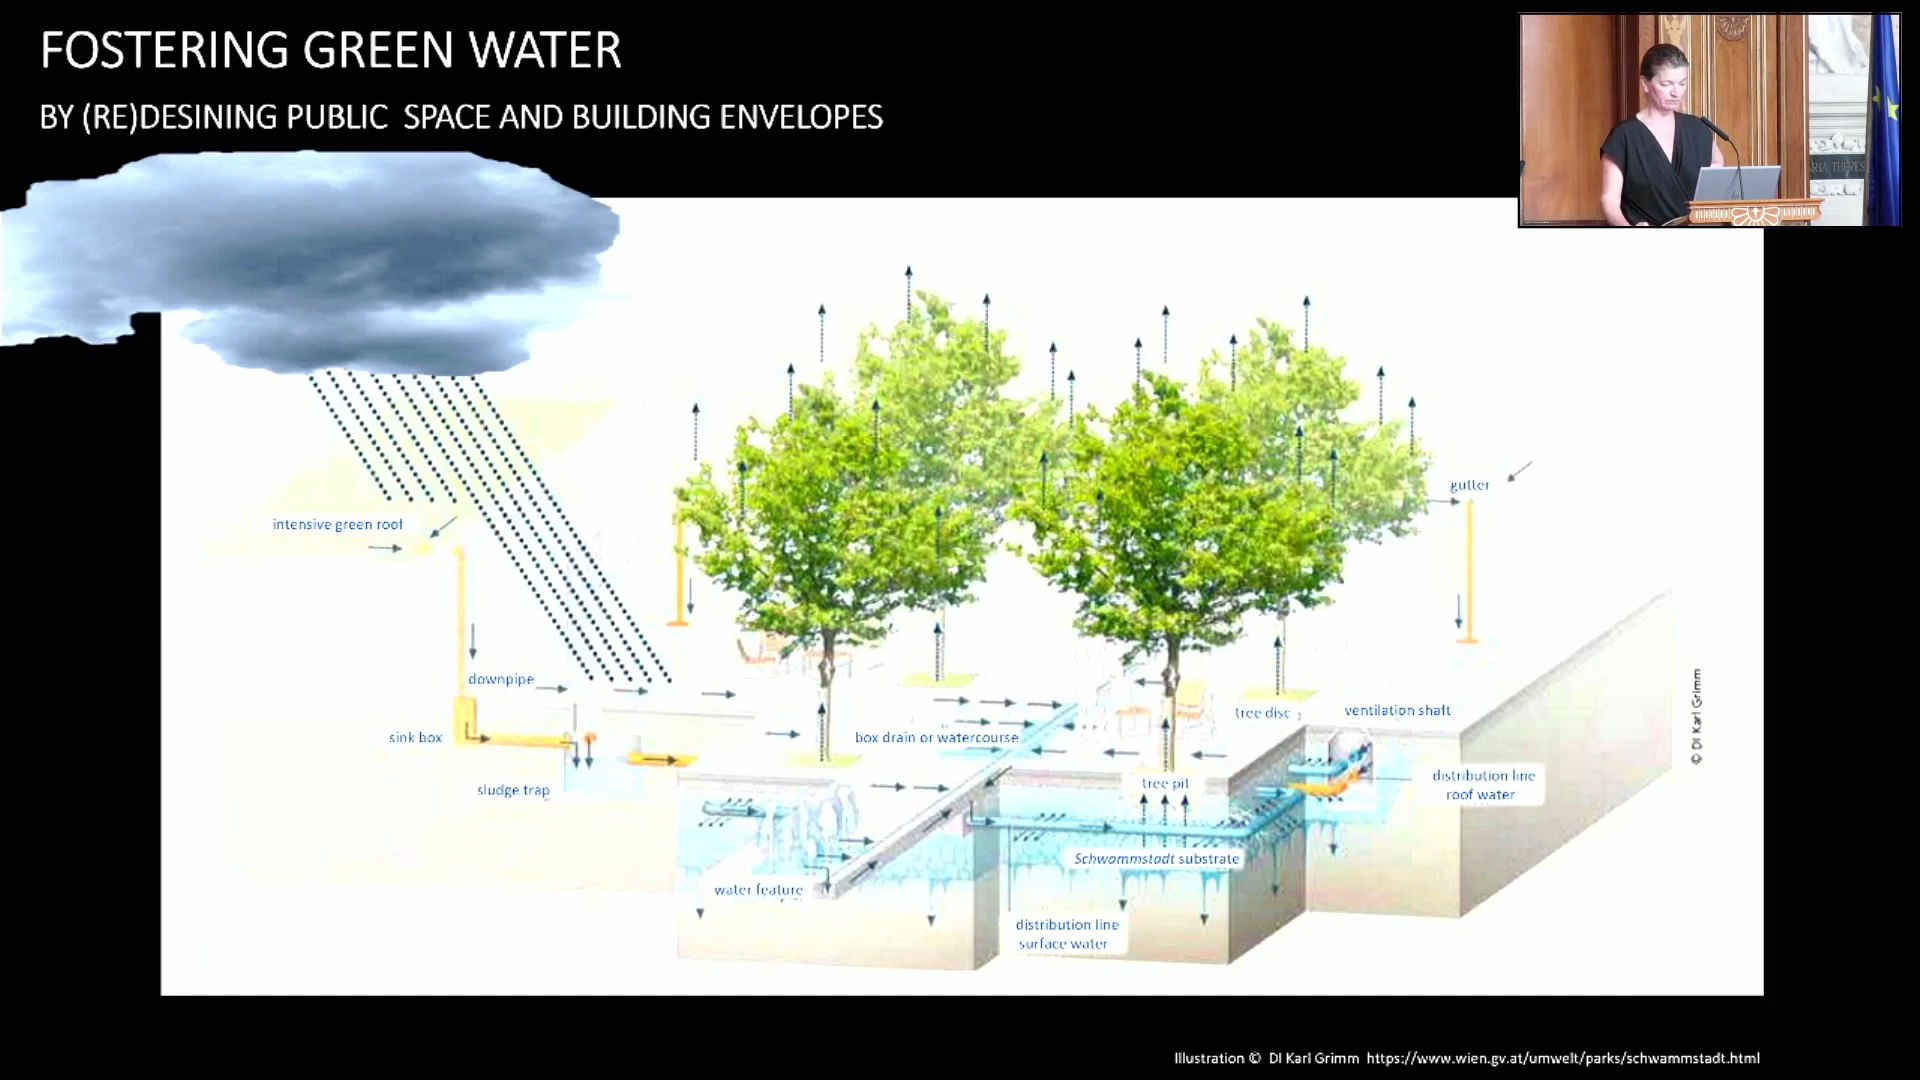 FOSTERING GREEN WATER
BY (RE)DESINING PUBLIC SPACE AND BUILDING ENVELOPES
ARIA THERES
gutter
intensive green roof
downpipe
tree disc
ventilation shaft
sink box
box drain or watercourse
distribution line
roof water
tree pit
sludge trap
Schwammstadt substrate
water feature
distribution line
surface water
© DI Karl Grimm
Illustration © DI Karl Grimm https://www.wien.gv.at/umwelt/parks/schwammstadt.html